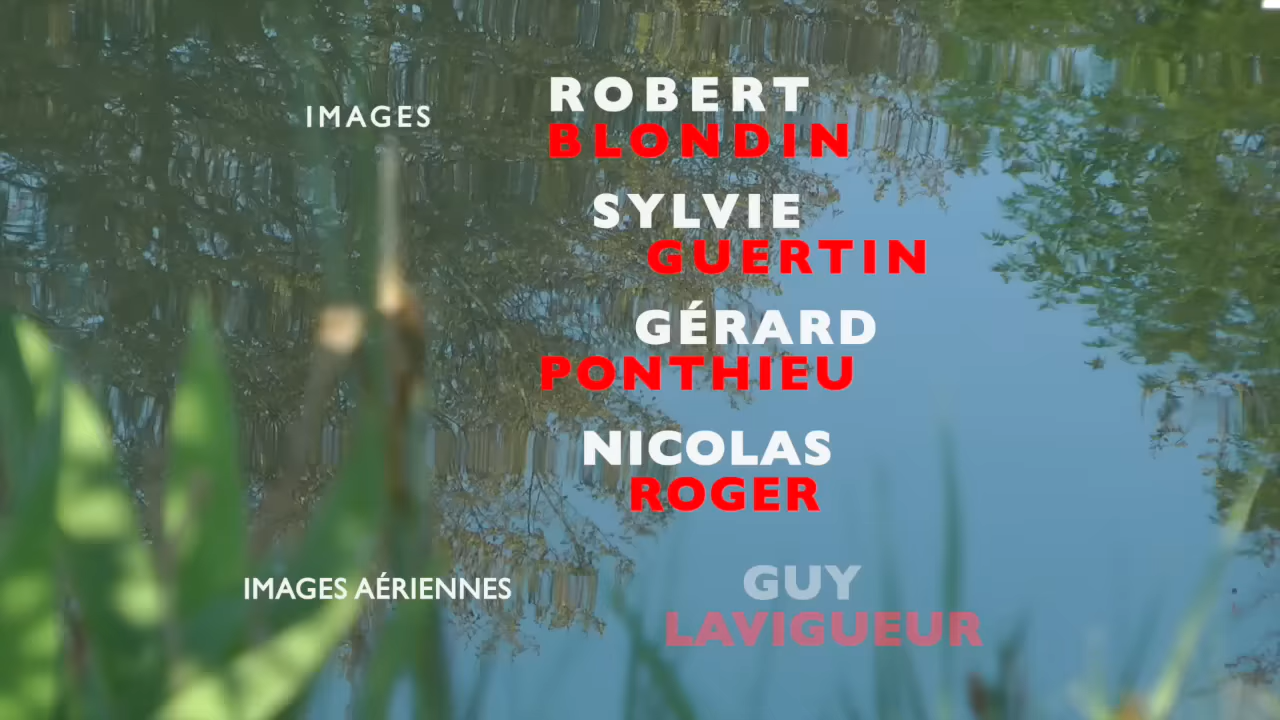 IMAGES
ROBERT
BLONDIN
SYLVIE
GUERTIN
GÉRARD
PONTHIEU
NICOLAS
ROGER
IMAGES AÉRIENNES
GUY
LAVIGUEUR